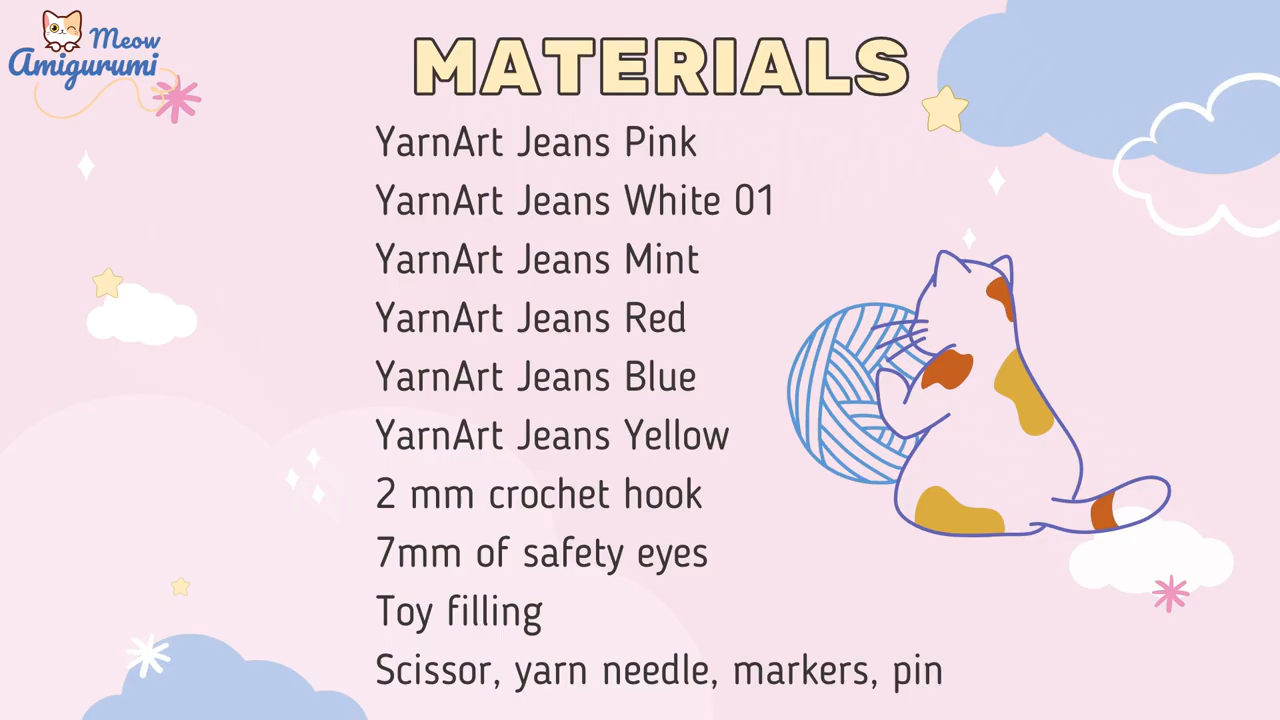 Meow
Amigurumi
MATERIALS
YarnArt Jeans Pink
YarnArt Jeans White 01
YarnArt Jeans Mint
YarnArt Jeans Red
YarnArt Jeans Blue
YarnArt Jeans Yellow
2 mm crochet hook
7mm of safety eyes
Toy filling
Scissor, yarn needle, markers, pin